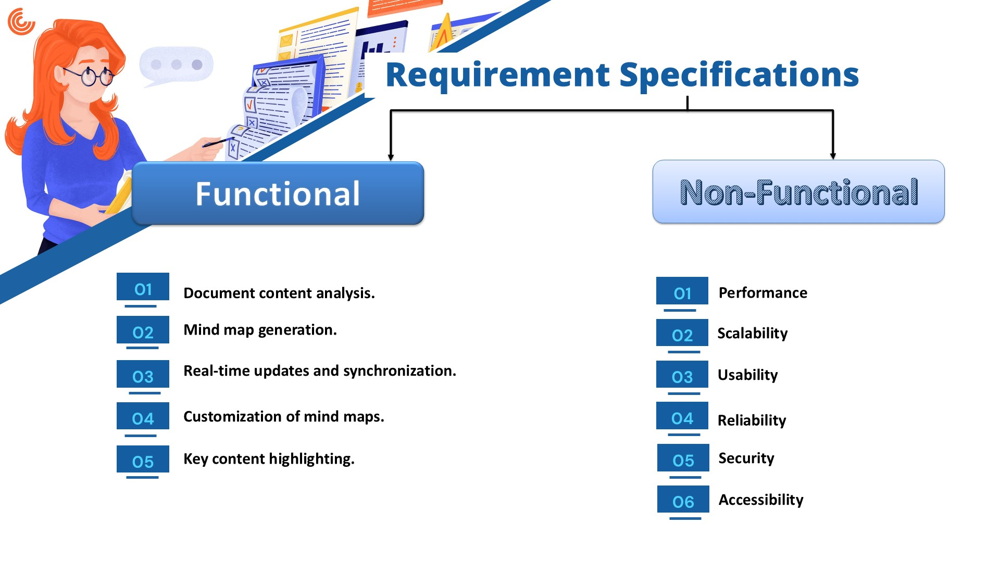 Requirement Specifications
Functional
Non-Functional
01 Document content analysis.
02 Mind map generation.
03 Real-time updates and synchronization.
04 Customization of mind maps.
05 Key content highlighting.
01 Performance
02 Scalability
03 Usability
04 Reliability
05 Security
06 Accessibility